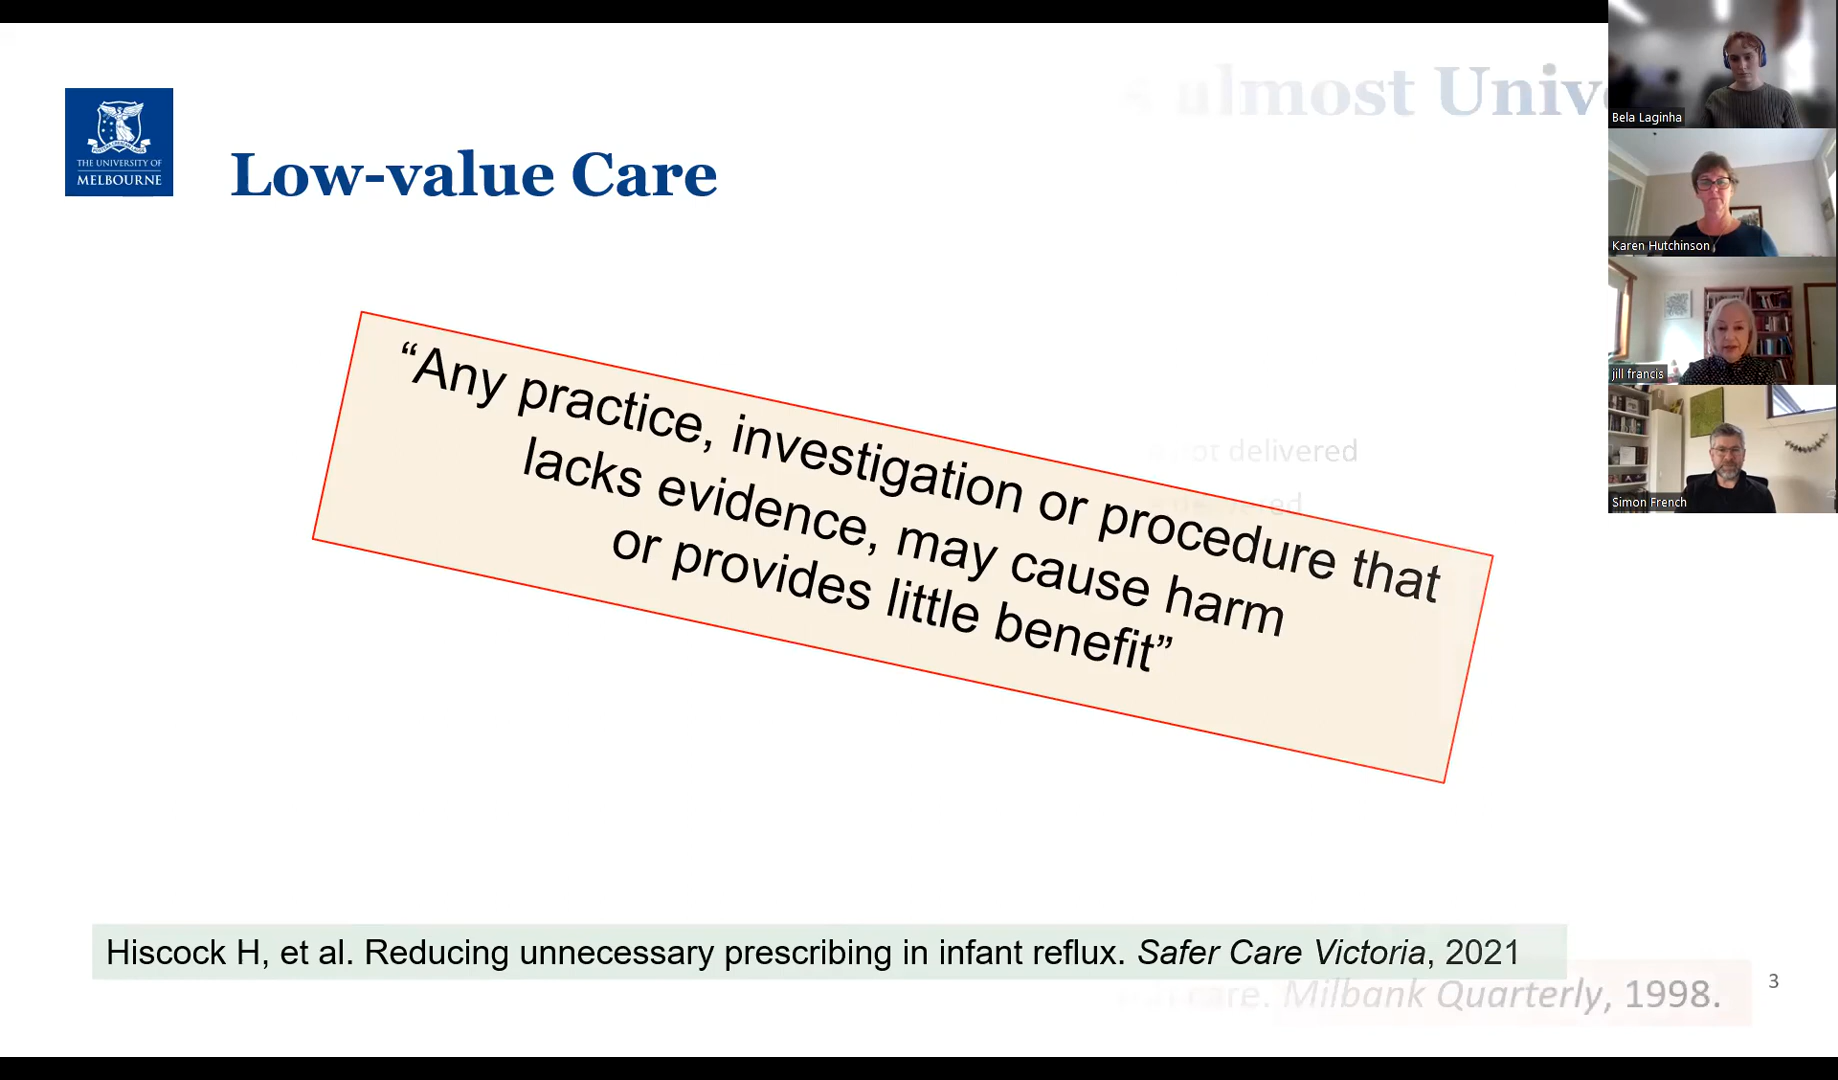 almost Unive
THE UNIVERSITY OF
MELBOURNE
Low-value Care
“Any practice, investigation or procedure that
lacks evidence, may cause harm
or provides little benefit”
not delivered
Hiscock H, et al. Reducing unnecessary prescribing in infant reflux. Safer Care Victoria, 2021
care. Milbank Quarterly, 1998.
3
Bela Laginha
Karen Hutchinson
jill francis
Simon French